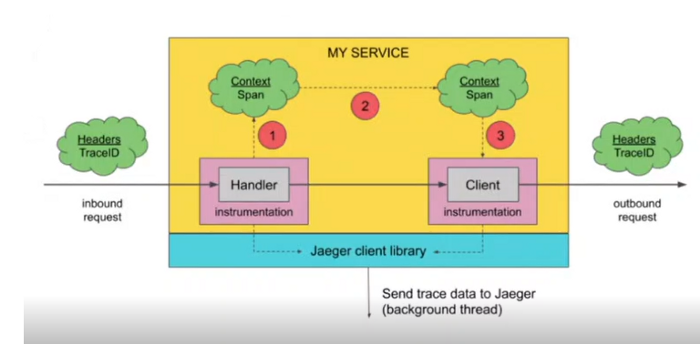 MY SERVICE
Context
Span
Context
Span
2
1
3
Headers
TraceID
Headers
TraceID
Handler
Client
inbound
request
instrumentation
instrumentation
outbound
request
Jaeger client library
Send trace data to Jaeger
(background thread)